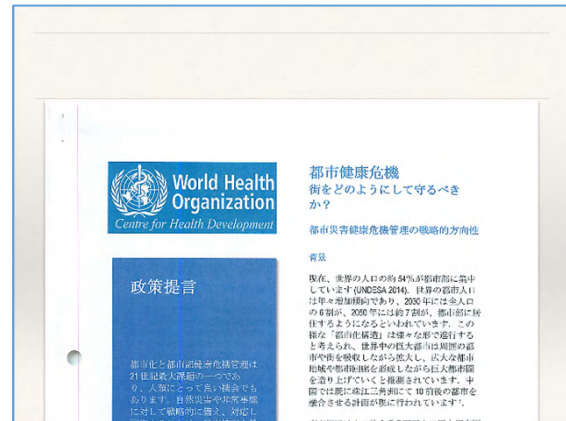 World Health
Organization
Centre for Health Development
政策提言
都市化と都市部健康危機管理は
21世紀最大課題の一つであ
り、人類にとって良い機会でも
あります。自然災害や非常事態
に対して戦略的に備え、対応し
都市健康危機
街をどのようにして守るべき
か?
都市災害健康危機管理の戦略的方向性
背景
現在、世界の人口の約54%が都市部に集中
しています(UNDESA 2014)。世界の都市人口
は年々増加傾向であり、2030年には全人口
の6割が、2050年には約7割が、都市部に居
住するようになるといわれています。この
様な「都市化構造」は様々な形で進行する
と考えられ、世界中の巨大都市は周囲の都
市や街を吸収しながら拡大し、広大な都市
地域や都市回廊を形成しながら巨大都市圏
を造り上げていくと推測されています。中
国では既に珠江三角洲にて10前後の都市を
融合させる計画が既に行われています¹。